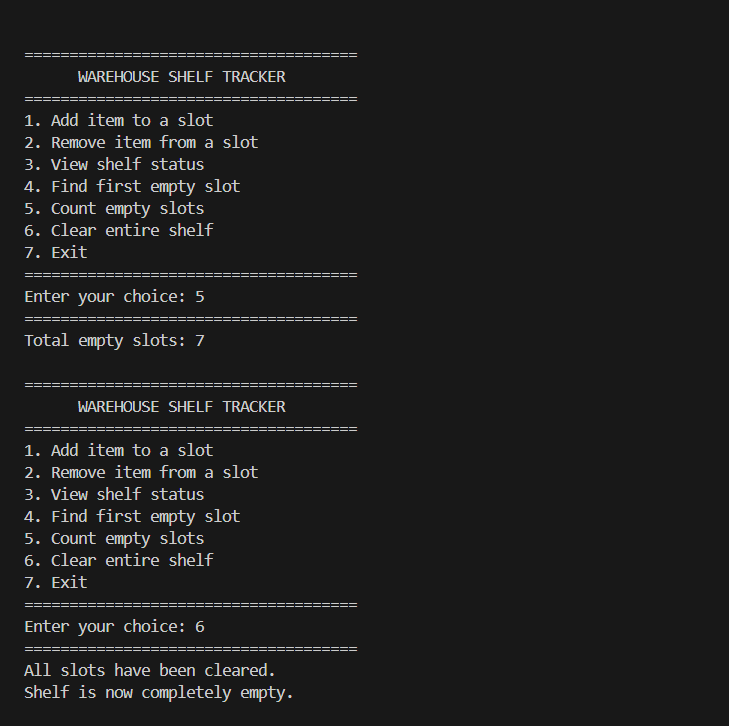 =====================================
      WAREHOUSE SHELF TRACKER
=====================================
1. Add item to a slot
2. Remove item from a slot
3. View shelf status
4. Find first empty slot
5. Count empty slots
6. Clear entire shelf
7. Exit
=====================================
Enter your choice: 5
=====================================
Total empty slots: 7

=====================================
      WAREHOUSE SHELF TRACKER
=====================================
1. Add item to a slot
2. Remove item from a slot
3. View shelf status
4. Find first empty slot
5. Count empty slots
6. Clear entire shelf
7. Exit
=====================================
Enter your choice: 6
=====================================
All slots have been cleared.
Shelf is now completely empty.